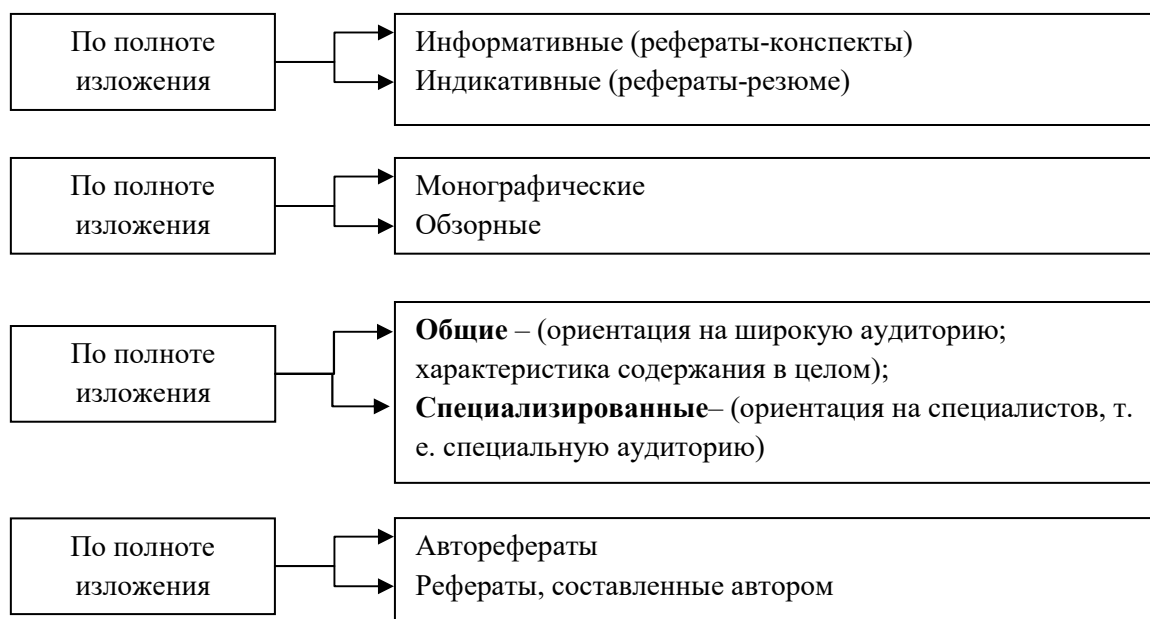 По полноте
изложения
Информативные (рефераты-конспекты)
Индикативные (рефераты-резюме)
По полноте
изложения
Монографические
Обзорные
По полноте
изложения
Общие – (ориентация на широкую аудиторию;
характеристика содержания в целом);
Специализированные– (ориентация на специалистов, т.
е. специальную аудиторию)
По полноте
изложения
Авторефераты
Рефераты, составленные автором